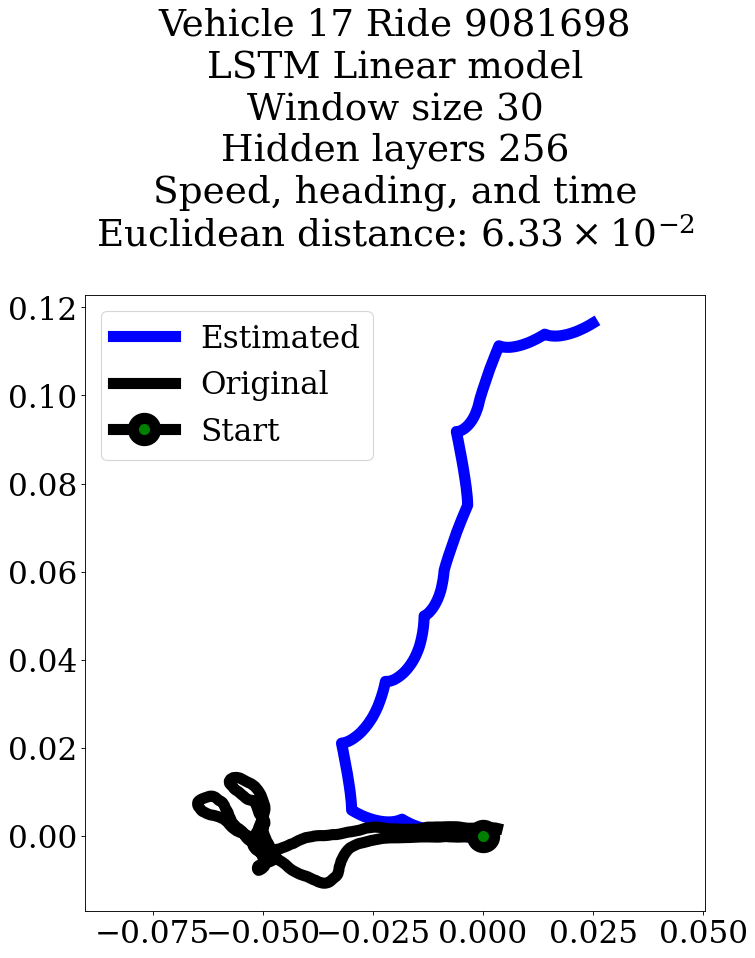 Vehicle 17 Ride 9081698
LSTM Linear model
Window size 30
Hidden layers 256
Speed, heading, and time
Euclidean distance: 6.33 × 10⁻²
0.12
Estimated
Original
Start
0.10
0.08
0.06
0.04
0.02
0.00
−0.075 −0.050 −0.025 0.000 0.025 0.050